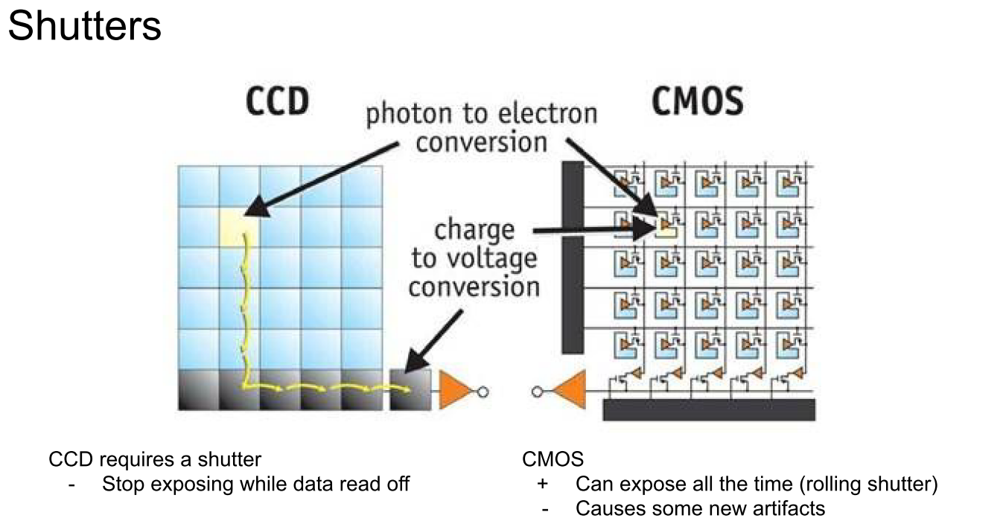 Shutters
CCD
CMOS
photon to electron
conversion
charge
to voltage
conversion
CCD requires a shutter
- Stop exposing while data read off
CMOS
+ Can expose all the time (rolling shutter)
- Causes some new artifacts